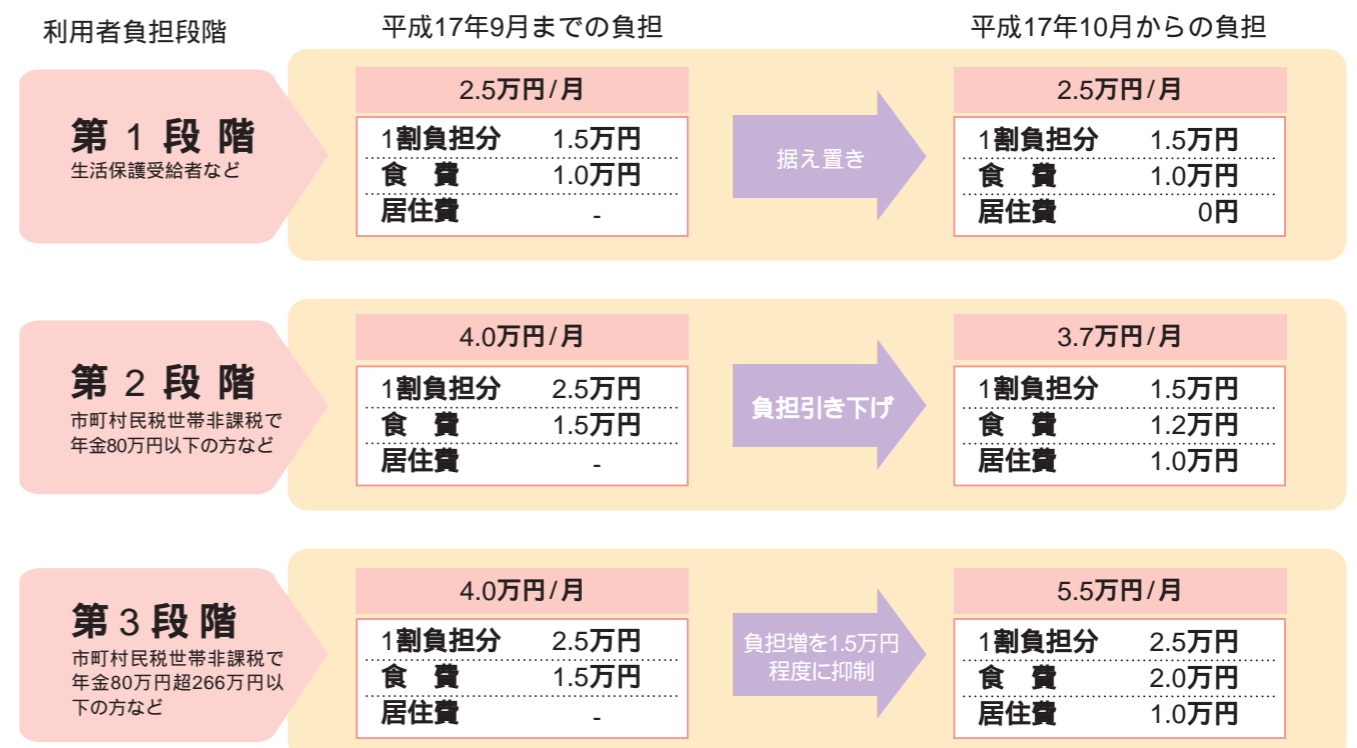 利用者負担段階
平成17年9月までの負担
平成17年10月からの負担
第 1 段 階
生活保護受給者など
2.5万円/月
1割負担分 1.5万円
食 費 1.0万円
居住費 -
据え置き
2.5万円/月
1割負担分 1.5万円
食 費 1.0万円
居住費 0円
第 2 段 階
市町村民税世帯非課税で
年金80万円以下の方など
4.0万円/月
1割負担分 2.5万円
食 費 1.5万円
居住費 -
負担引き下げ
3.7万円/月
1割負担分 1.5万円
食 費 1.2万円
居住費 1.0万円
第 3 段 階
市町村民税世帯非課税で
年金80万円超266万円以
下の方など
4.0万円/月
1割負担分 2.5万円
食 費 1.5万円
居住費 -
負担増を1.5万円
程度に抑制
5.5万円/月
1割負担分 2.5万円
食 費 2.0万円
居住費 1.0万円